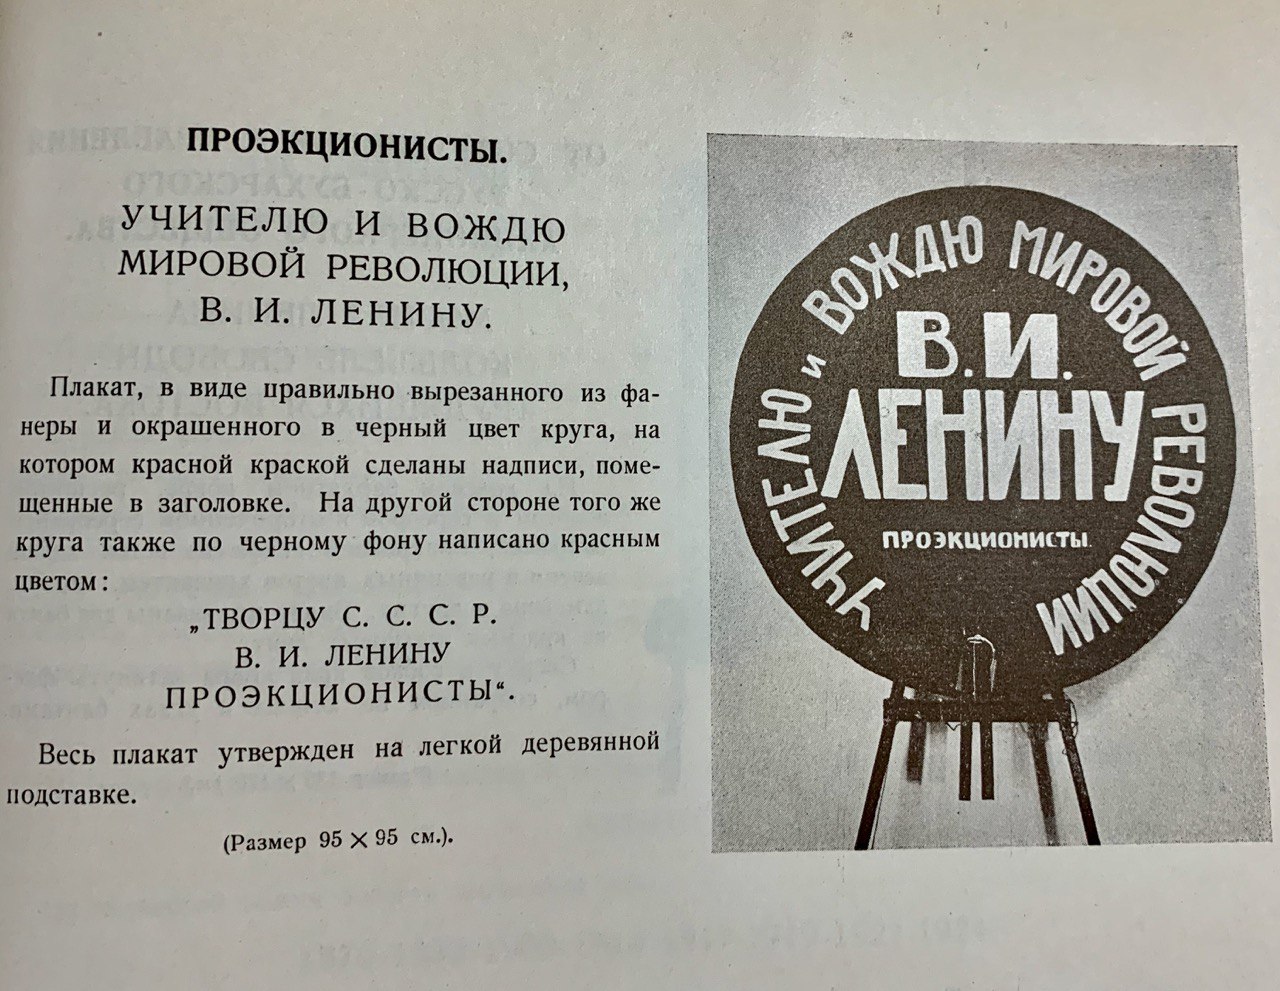 ПРОЭКЦИОНИСТЫ.
УЧИТЕЛЮ И ВОЖДЮ
МИРОВОЙ РЕВОЛЮЦИИ,
В. И. ЛЕНИНУ.
Плакат, в виде правильно вырезанного из фа-
неры и окрашенного в черный цвет круга, на
котором красной краской сделаны надписи, поме-
щенные в заголовке. На другой стороне того же
круга также по черному фону написано красным
цветом:
„ТВОРЦУ С. С. С. Р.
В. И. ЛЕНИНУ
ПРОЭКЦИОНИСТЫ“.
Весь плакат утвержден на легкой деревянной
подставке.
(Размер 95 × 95 см.).
УЧИТЕЛЮ и ВОЖДЮ МИРОВОЙ РЕВОЛЮЦИИ
В. И.
ЛЕНИНУ
ПРОЭКЦИОНИСТЫ